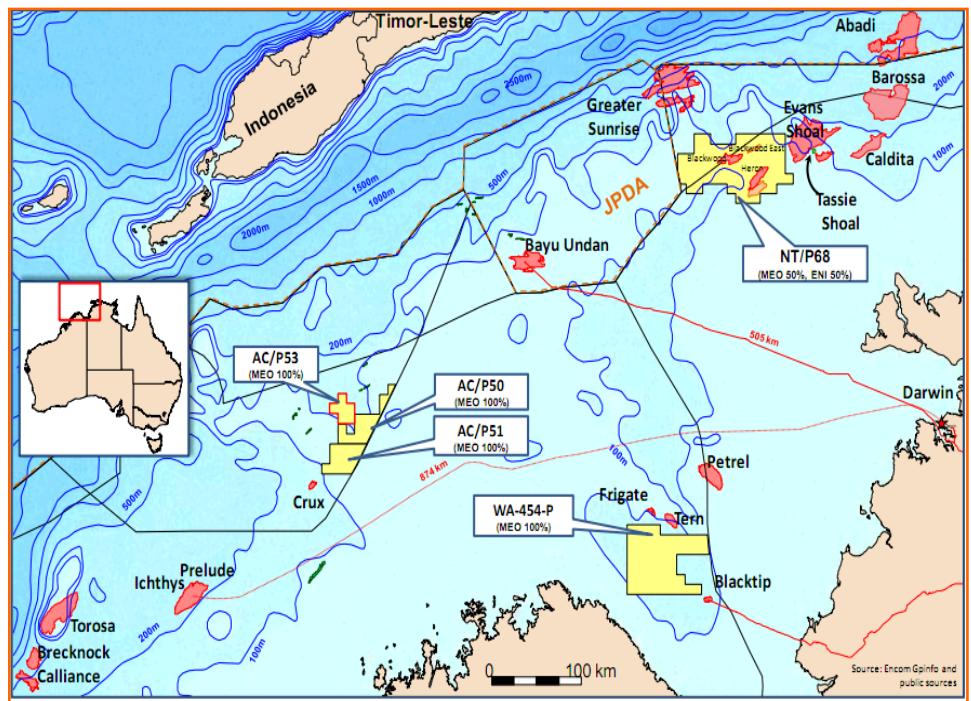 Timor-Leste
Abadi
Indonesia
2500m
Barossa
200m
Greater
Sunrise
Evans
Shoal
Blackwood East
Blackwood
Heron
Caldita
100m
1500m
1000m
500m
2000m
JPDA
Tassie
Shoal
Bayu Undan
NT/P68
(MEO 50%, ENI 50%)
200m
505 km
AC/P53
(MEO 100%)
AC/P50
(MEO 100%)
Darwin
AC/P51
(MEO 100%)
100m
874 km
Petrel
500m
Crux
Frigate
WA-454-P
(MEO 100%)
Tern
Prelude
Ichthys
Blacktip
Torosa
200m
100m
Brecknock
Calliance
0 100 km
Source: Encom Gpinfo and
public sources